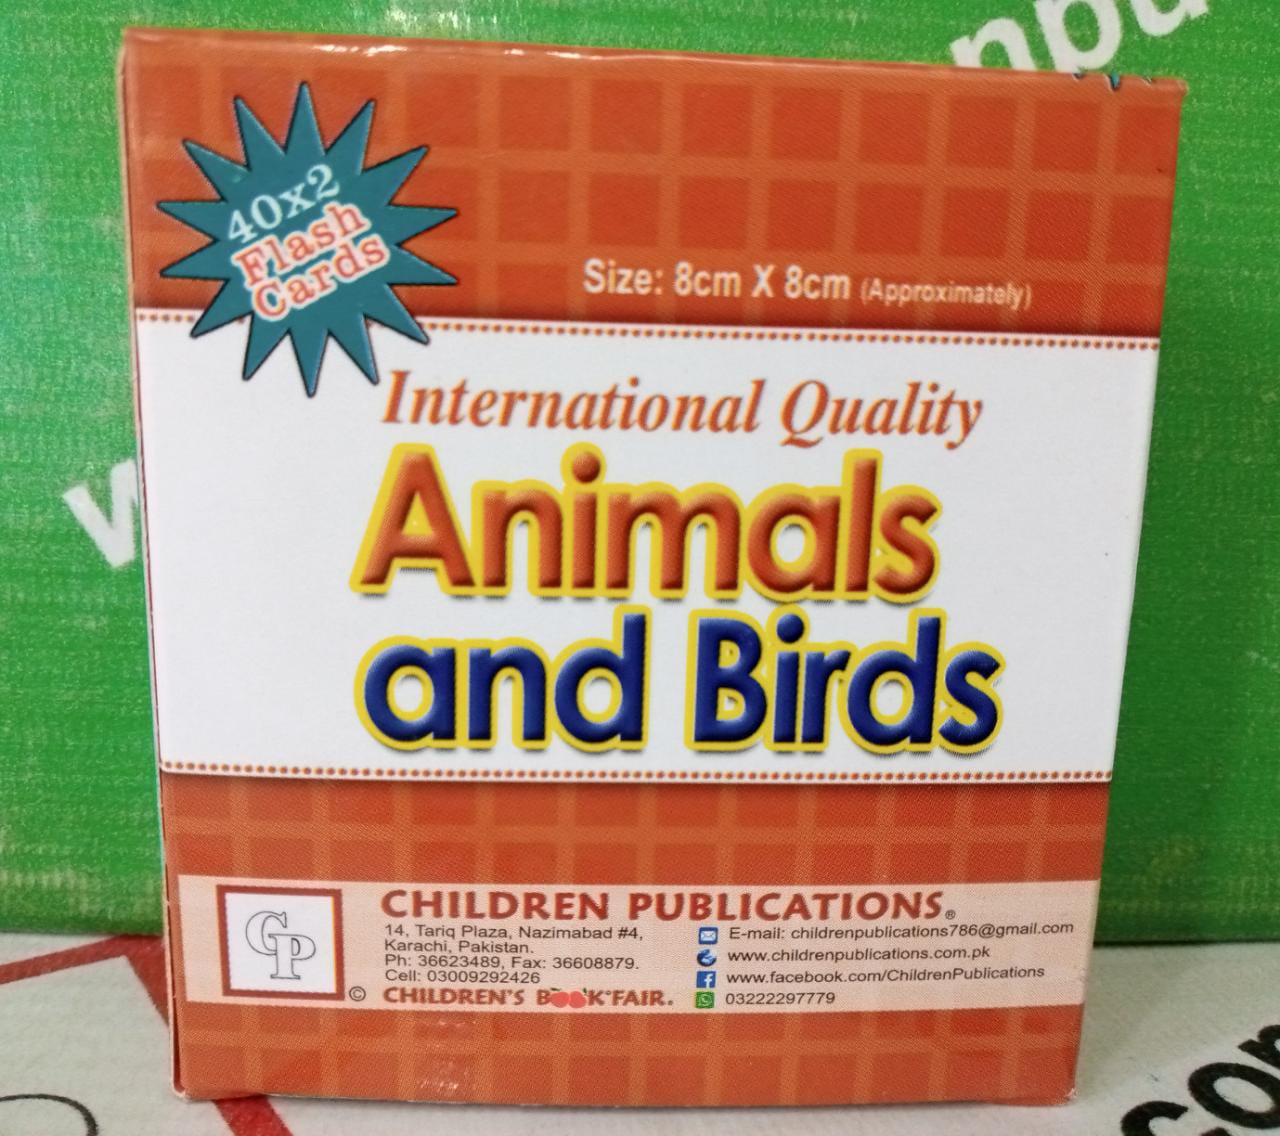 40x2
Flash
Cards
Size: 8cm X 8cm (Approximately)
International Quality
Animals
and Birds
CP
CHILDREN PUBLICATIONS®
14, Tariq Plaza, Nazimabad #4,
Karachi, Pakistan.
Ph: 36623489, Fax: 36608879.
Cell: 03009292426
© CHILDREN'S BOOK FAIR.
E-mail: childrenpublications786@gmail.com
www.childrenpublications.com.pk
www.facebook.com/ChildrenPublications
03222297779